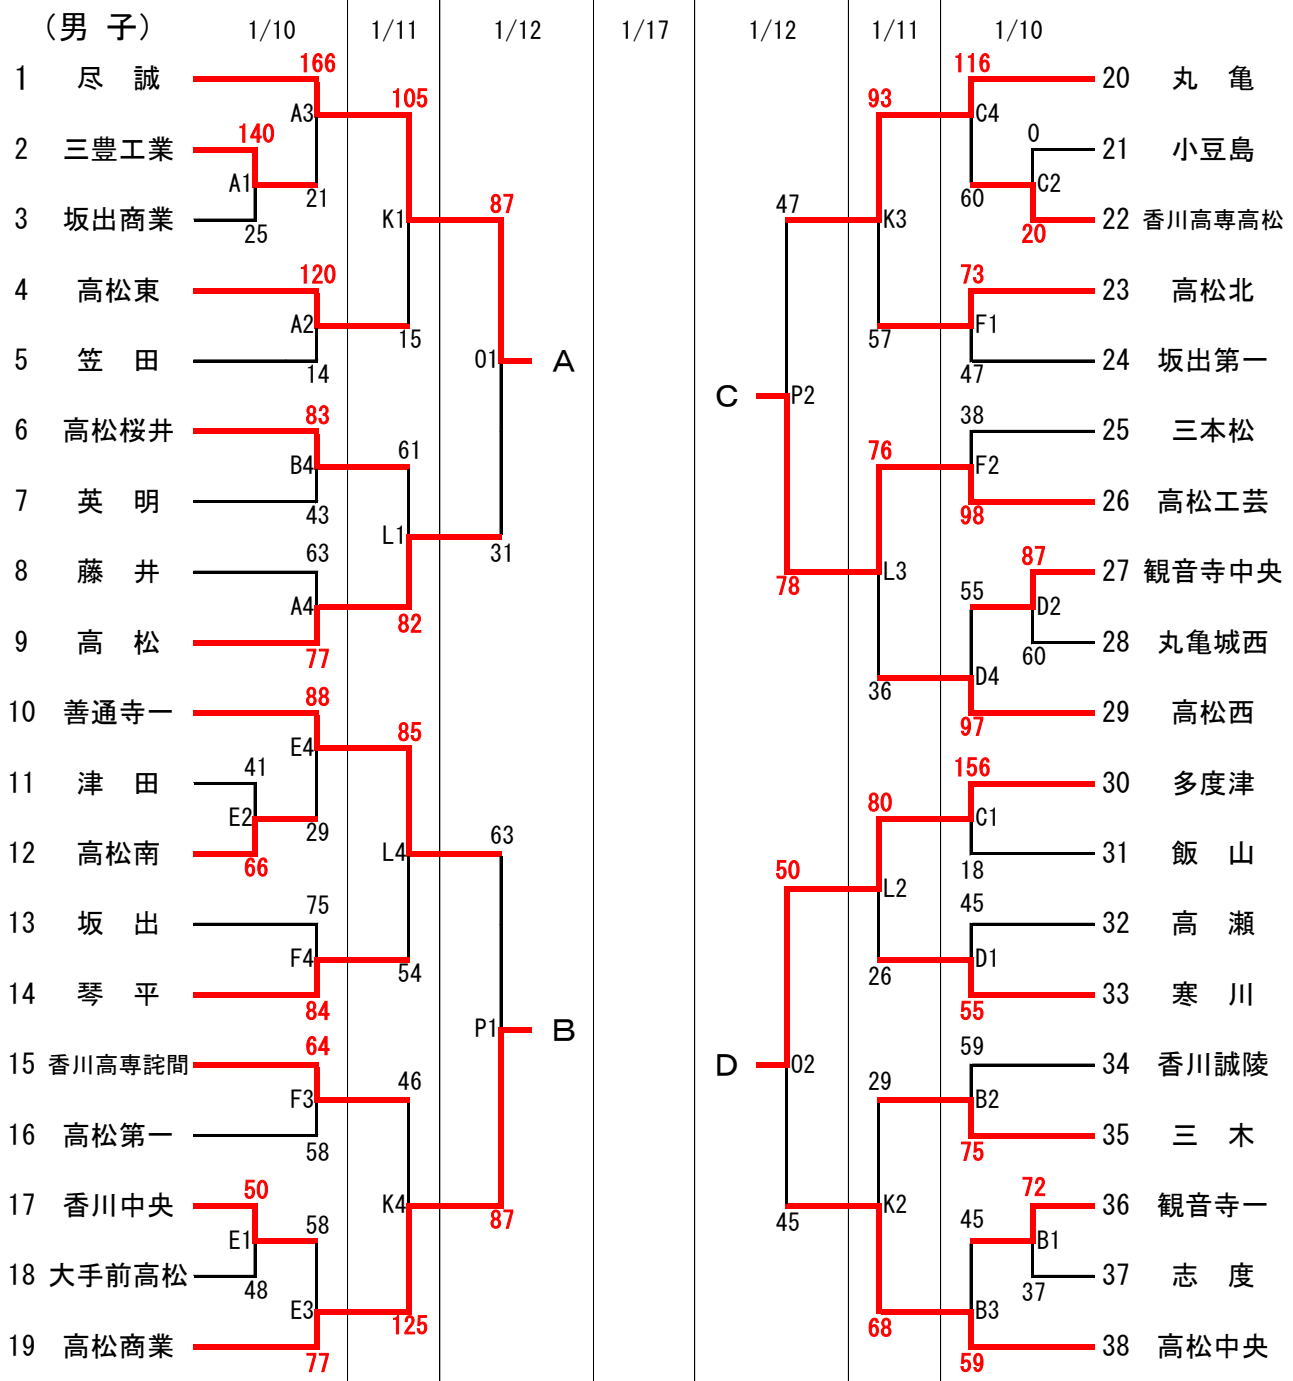 （男 子） 1/10 1/11 1/12 1/17 1/12 1/11 1/10
1 尽 誠 166 116 20 丸 亀
105 93
A3 C4
140 0
2 三豊工業 21 小豆島
A1 21 60 C2
3 坂出商業 25 K1 87 47 K3 20 22 香川高専高松
4 高松東 120 73 23 高松北
A2 15 57 F1
5 笠 田 14 O1 A 47 24 坂出第一
C P2
6 高松桜井 83 38 25 三本松
61 76
B4 F2
7 英 明 43 98 26 高松工芸
L1 31
8 藤 井 63 87 27 観音寺中央
78 L3
A4 82 55 D2
9 高 松 77 60 28 丸亀城西
36 D4
10 善通寺一 88 97 29 高松西
85
E4
11 津 田 41 156 30 多度津
80
E2 29 C1
12 高松南 66 L4 63 18 31 飯 山
50 L2
13 坂 出 75 45 32 高 瀬
F4 54 26 D1
14 琴 平 84 55 33 寒 川
P1 B
15 香川高専詫間 64 59 34 香川誠陵
D O2
46 29
F3 B2
16 高松第一 58 75 35 三 木
17 香川中央 50 K4 87 45 K2 72 36 観音寺一
E1 58 45 B1
18 大手前高松 48 37 37 志 度
E3 125 68 B3
19 高松商業 77 59 38 高松中央